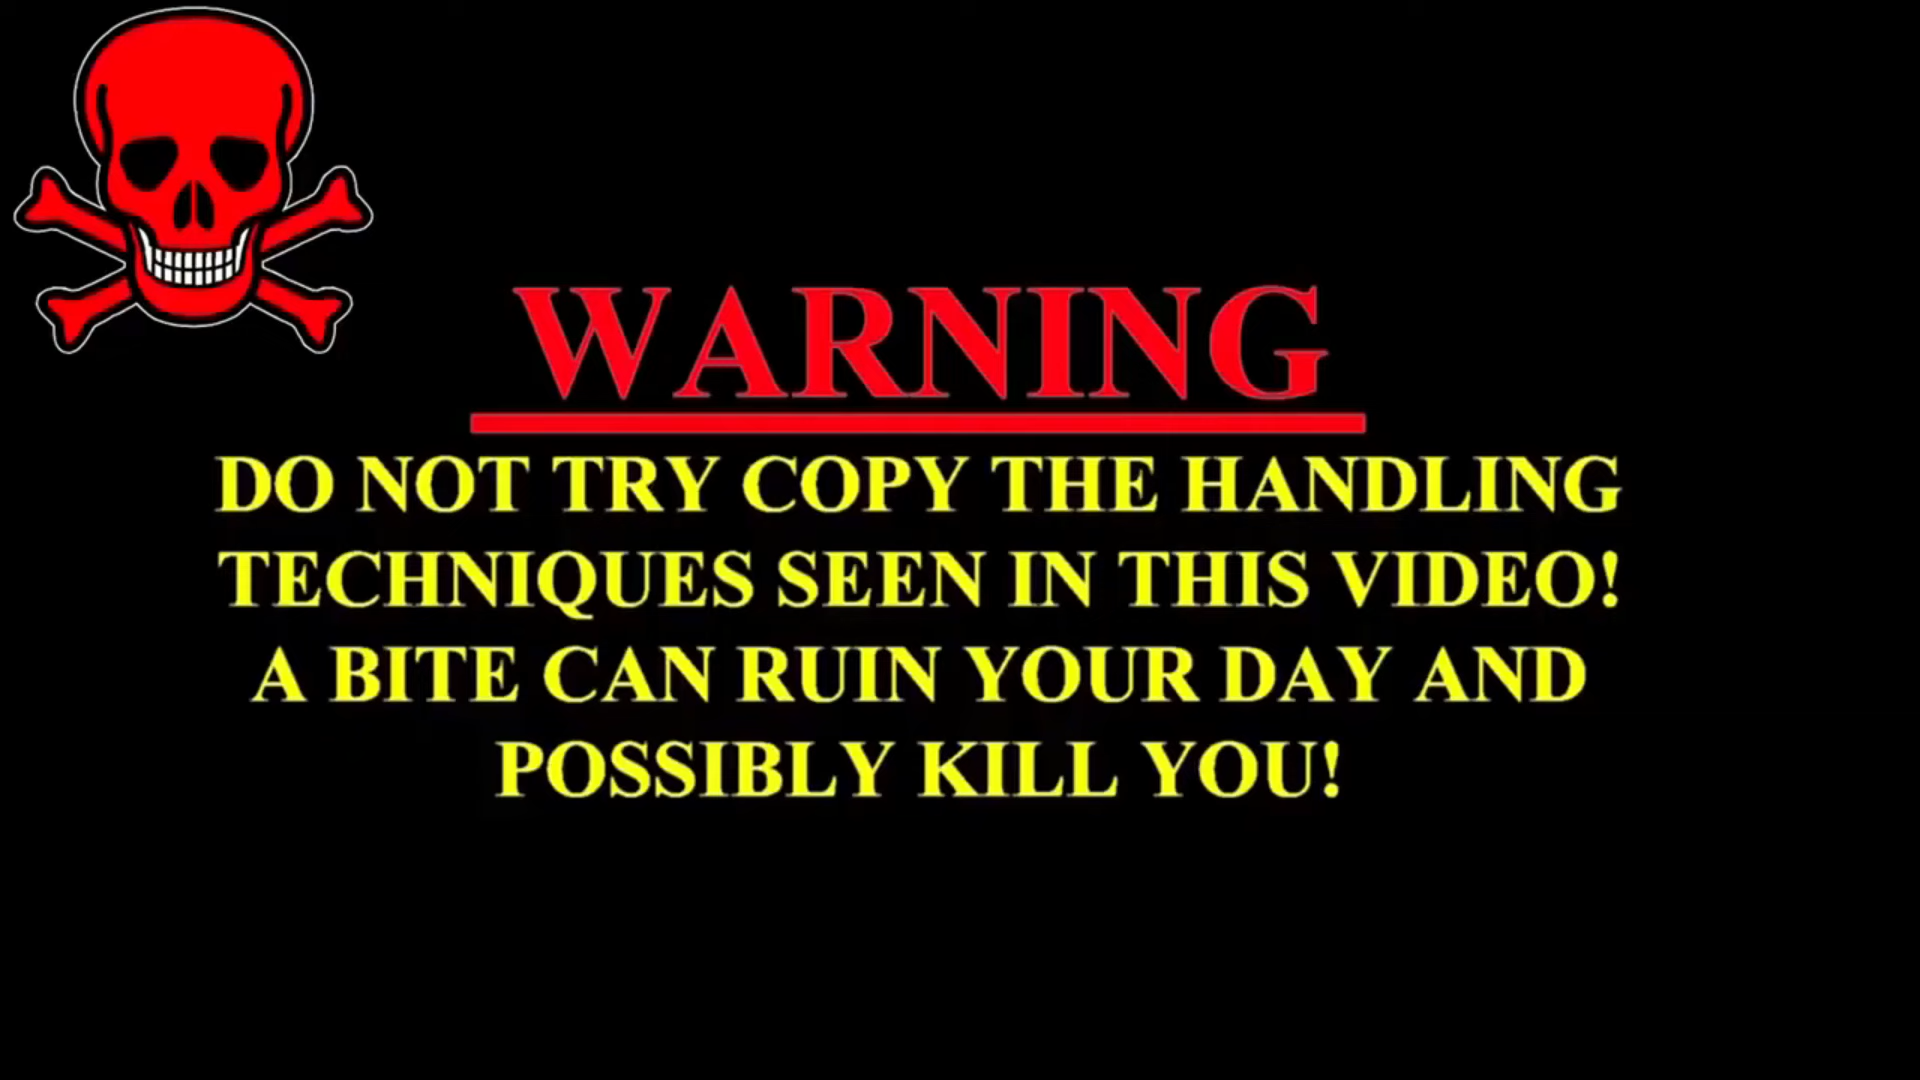 WARNING
DO NOT TRY COPY THE HANDLING
TECHNIQUES SEEN IN THIS VIDEO!
A BITE CAN RUIN YOUR DAY AND
POSSIBLY KILL YOU!